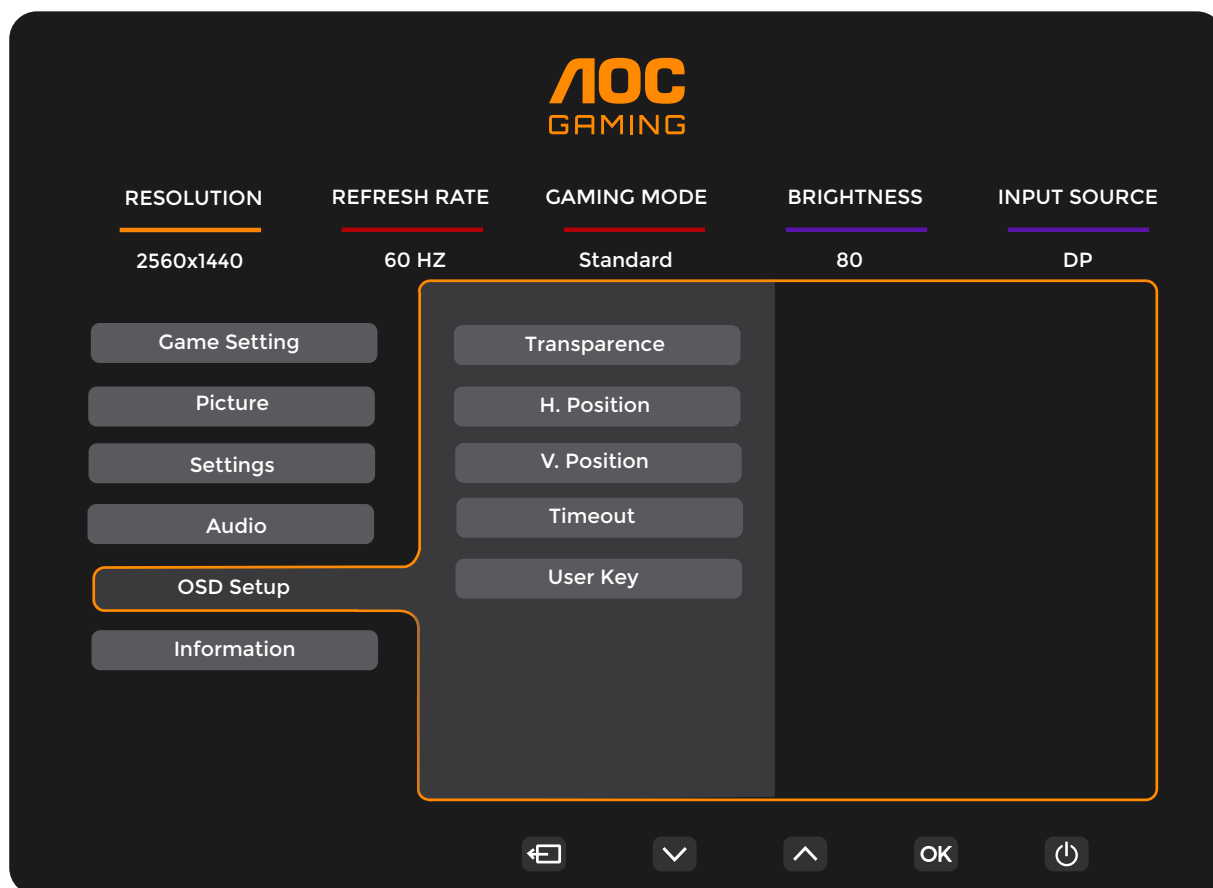 AOC
GAMING
RESOLUTION REFRESH RATE GAMING MODE BRIGHTNESS INPUT SOURCE
2560x1440 60 HZ Standard 80 DP
Game Setting
Picture
Settings
Audio
OSD Setup
Information
Transparence
H. Position
V. Position
Timeout
User Key
OK